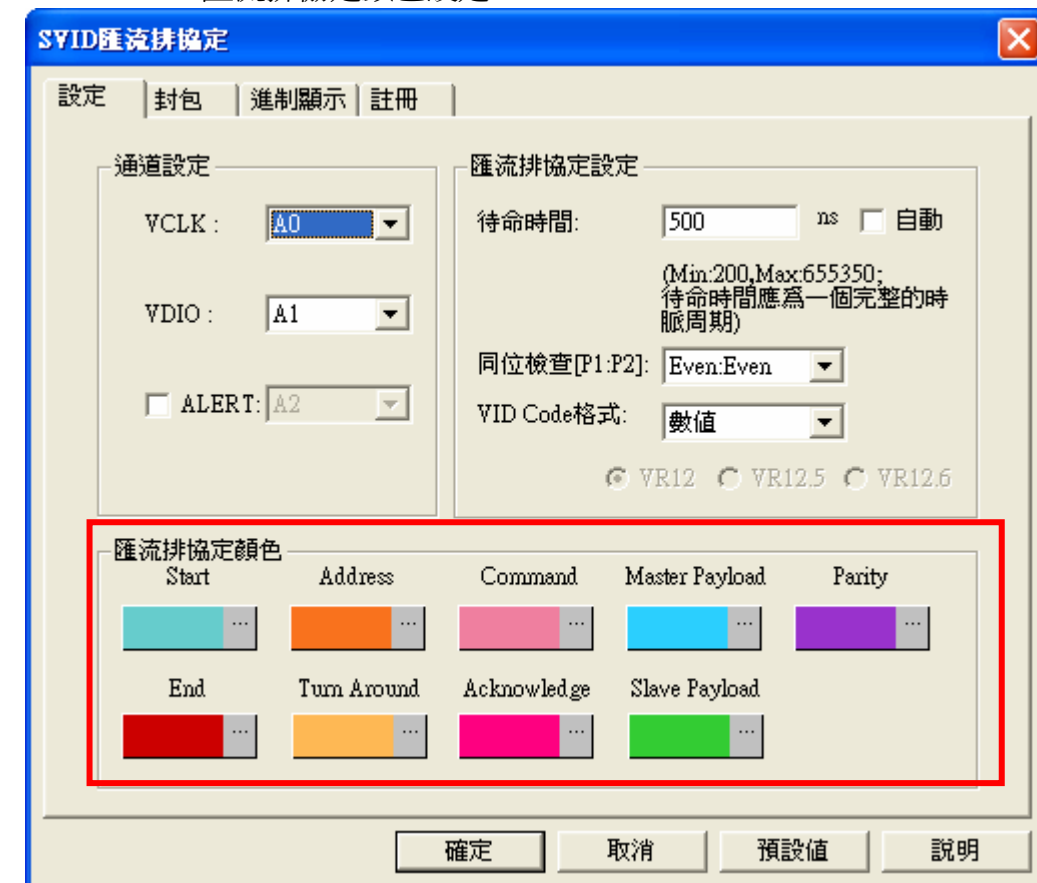 SVID匯流排協定
設定 封包 進制顯示 註冊
通道設定
VCLK : A0
VDIO : A1
ALERT: A2
匯流排協定設定
待命時間: 500 ns 自動
(Min:200,Max:655350;
待命時間應爲一個完整的時
脈周期)
同位檢查[P1:P2]: Even:Even
VID Code格式: 數值
VR12 VR12.5 VR12.6
匯流排協定顏色
Start Address Command Master Payload Parity
... ... ... ... ...
End Turn Around Acknowledge Slave Payload
... ... ... ...
確定 取消 預設值 說明